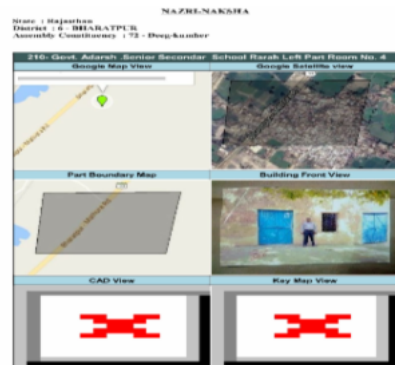 NAZRI-NAKSHA
State : Rajasthan
District : 6 - BHARATPUR
Assembly Constituency : 72 - Deeg-kumher
216- Govt. Adarsh .Senior Secondar School Rarah Left Part Room No. 4
Google Map View
Google Satellite view
Part Boundary Map
Building Front View
CAD View
Key Map View